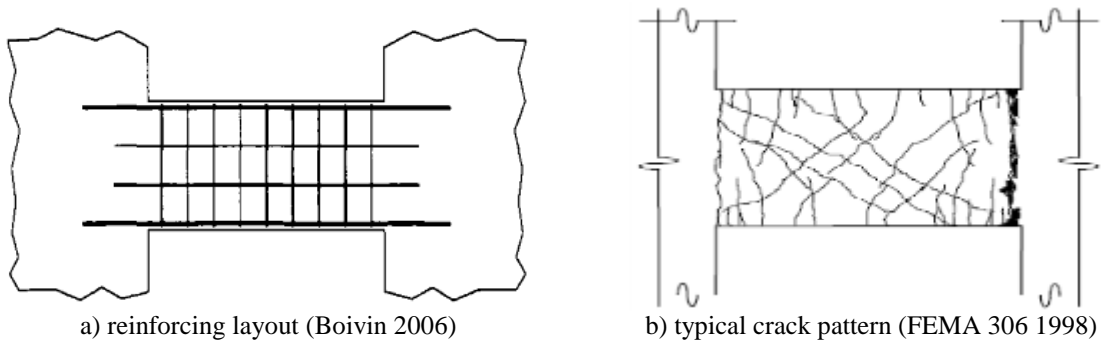 a) reinforcing layout (Boivin 2006)
b) typical crack pattern (FEMA 306 1998)